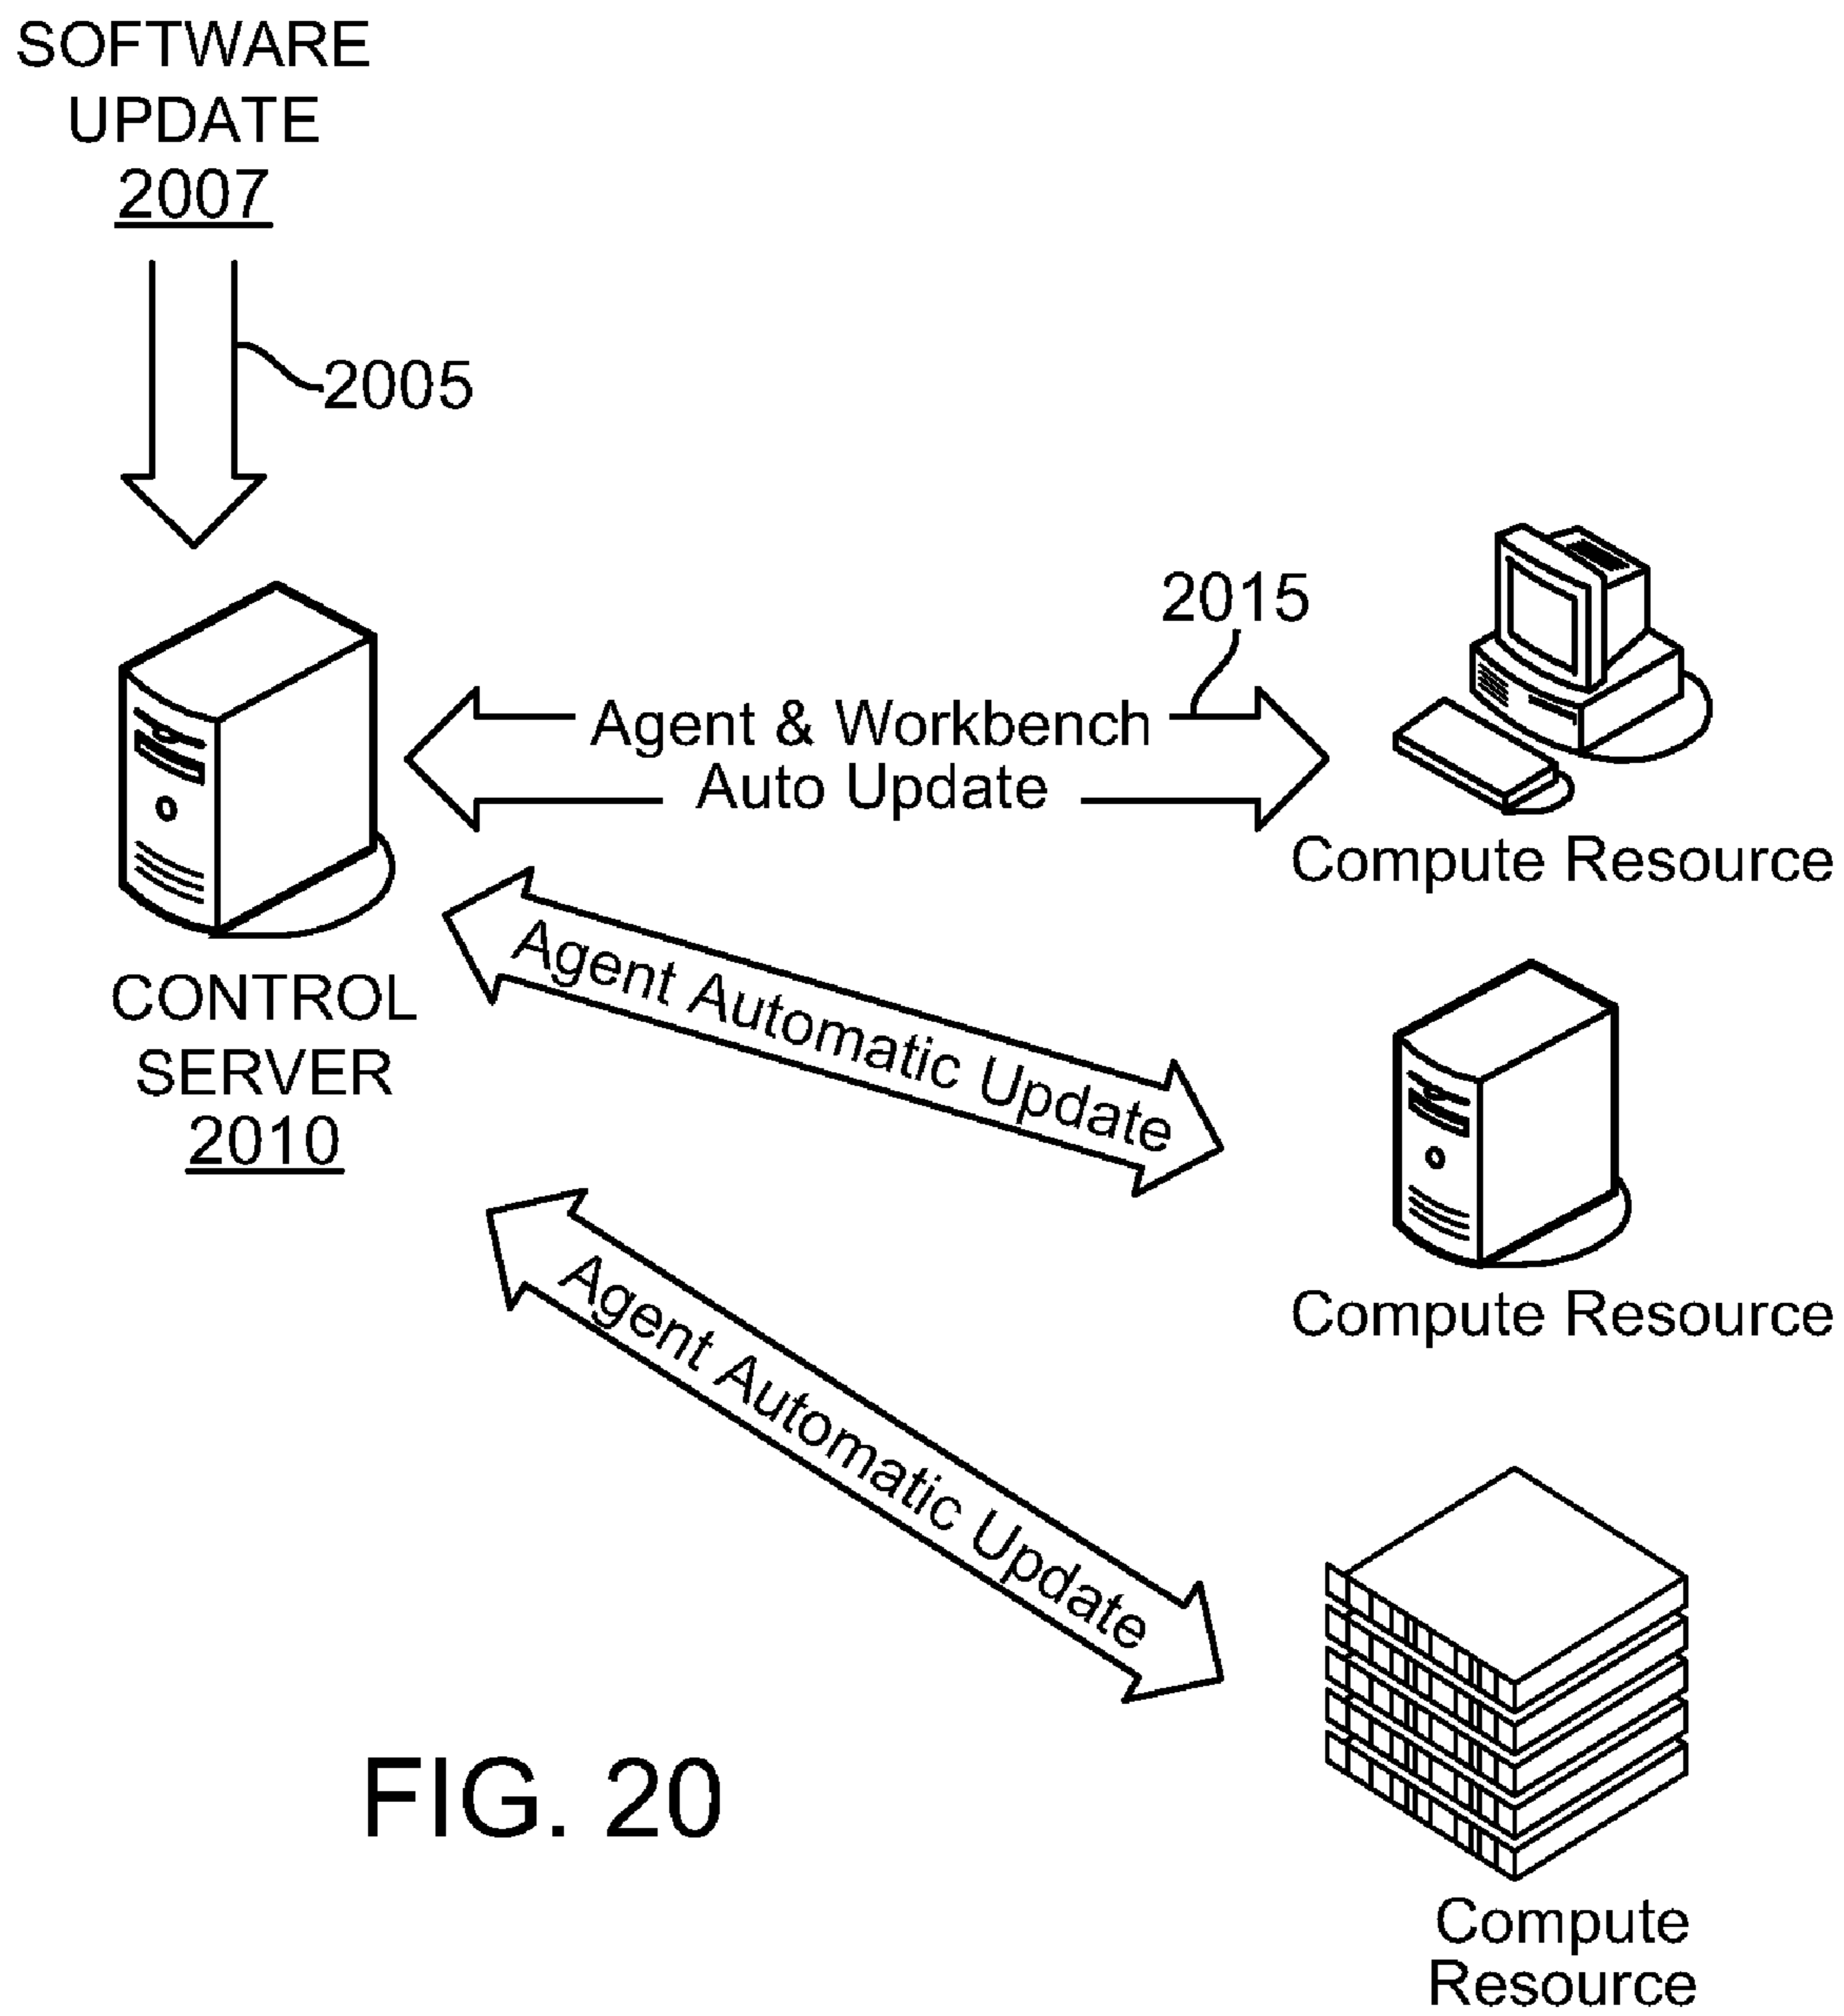 SOFTWARE
UPDATE
2007
2005
2015
Agent & Workbench
Auto Update
Compute Resource
CONTROL
SERVER
2010
Agent Automatic Update
Compute Resource
Agent Automatic Update
Compute
Resource
FIG. 20